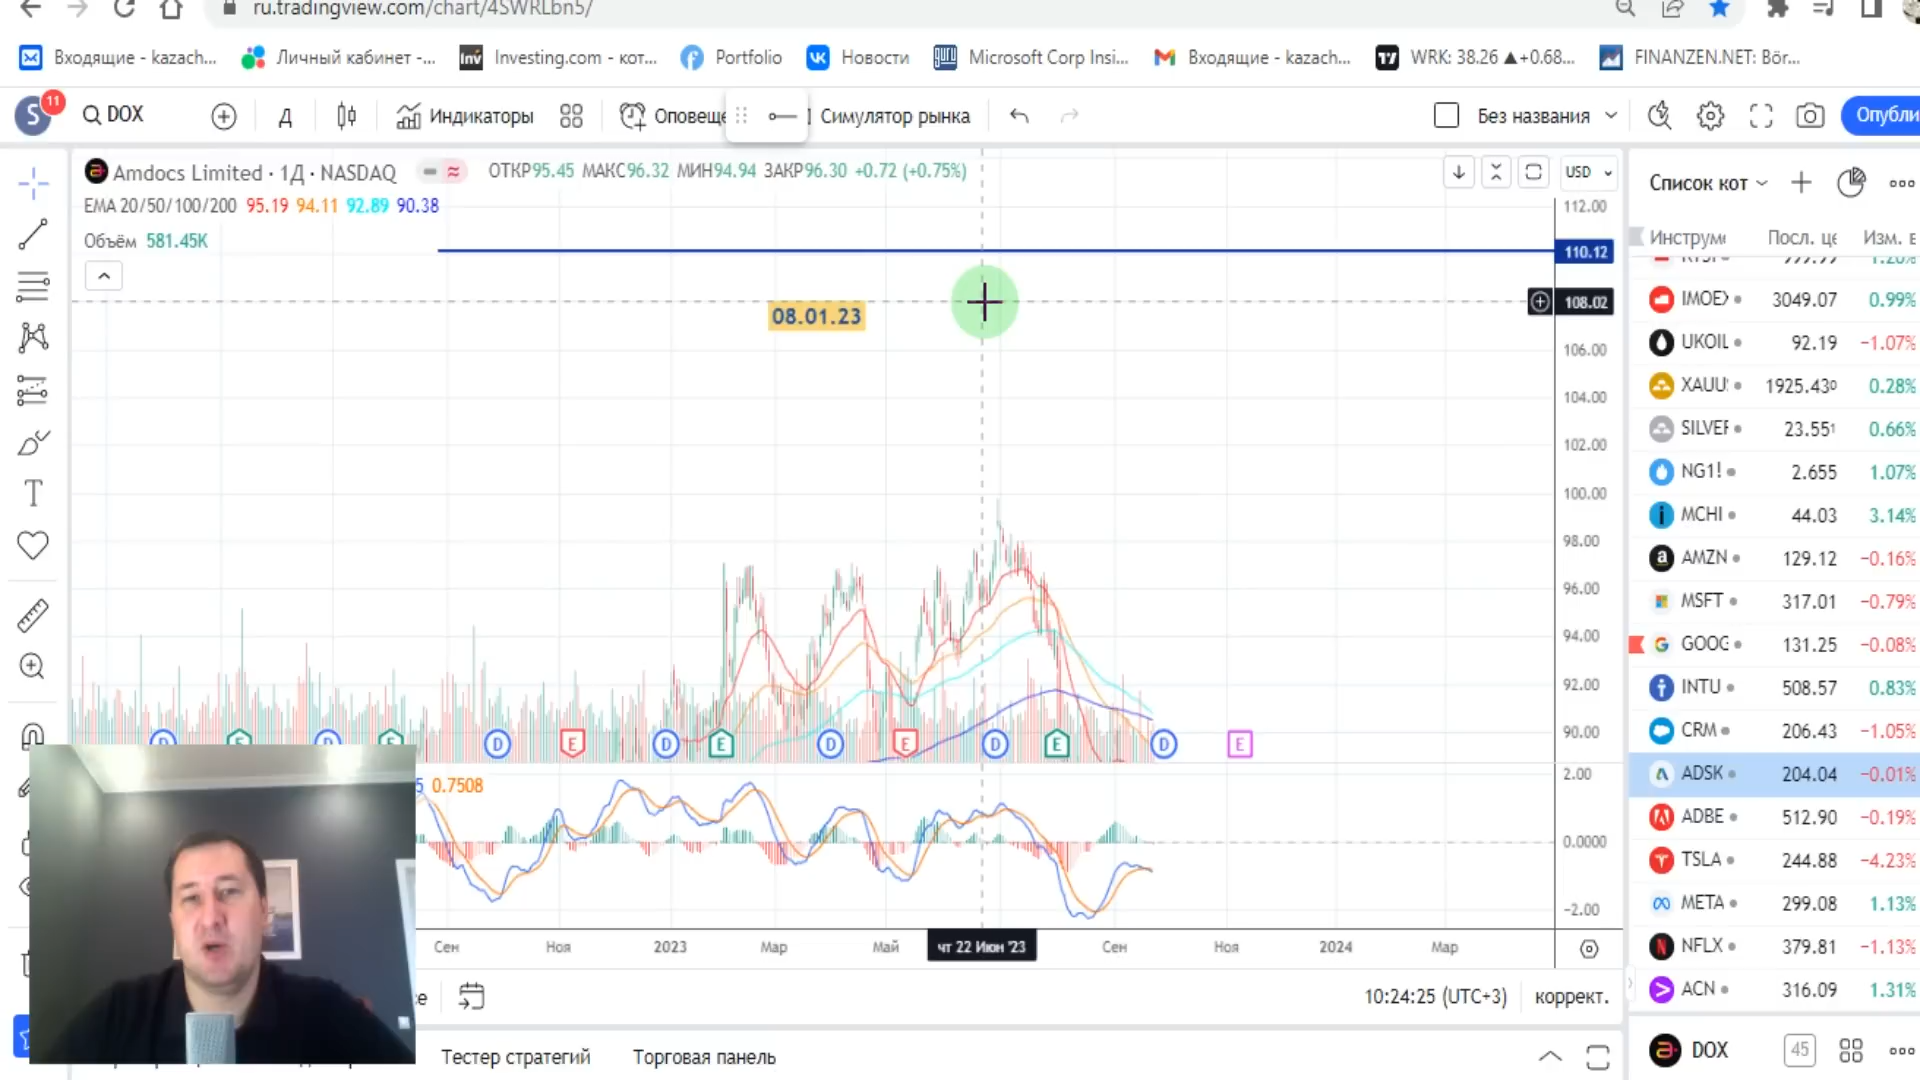 ru.tradingview.com/chart/4SWRLbn5/
Входящие - kazach... Личный кабинет -... Investing.com - кот... Portfolio Новости Microsoft Corp Insi... Входящие - kazach... WRK: 38.26 ▲+0.68... FINANZEN.NET: Bör...
S 11 DOX Д Индикаторы Оповеще Симулятор рынка Без названия Опубли
Amdocs Limited · 1Д · NASDAQ ОТКР95.45 МАКС96.32 МИН94.94 ЗАКР96.30 +0.72 (+0.75%) USD
EMA 20/50/100/200 95.19 94.11 92.89 90.38
Объём 581.45K
08.01.23
112.00
110.12
108.02
106.00
104.00
102.00
100.00
98.00
96.00
94.00
92.00
90.00
D E D E D E D E D E D E
5 0.7508
2.00
0.0000
-2.00
Сен Ноя 2023 Мар Май чт 22 Июн '23 Сен Ноя 2024 Мар
10:24:25 (UTC+3) коррект.
Тестер стратегий Торговая панель
Список кот
Посл. це Изм. в
IMOEX 3049.07 0.99%
UKOIL 92.19 −1.07%
XAUU 1925.430 0.28%
SILVER 23.551 0.66%
NG1! 2.655 1.07%
MCHI 44.03 3.14%
AMZN 129.12 −0.16%
MSFT 317.01 −0.79%
GOOG 131.25 −0.08%
INTU 508.57 0.83%
CRM 206.43 −1.05%
ADSK 204.04 −0.01%
ADBE 512.90 −0.19%
TSLA 244.88 −4.23%
META 299.08 1.13%
NFLX 379.81 −1.13%
ACN 316.09 1.31%
DOX 45